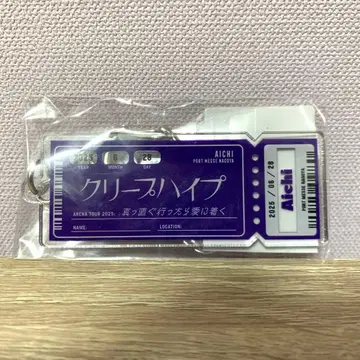 2025 6 28
YEAR MONTH DAY
AICHI
PORT MESSE NAGOYA
クリープハイプ
ARENA TOUR 2025 真っ直ぐ行ったら愛に着く
NAME: LOCATION:
2025 / 06 / 28
Aichi
PORT MESSE NAGOYA